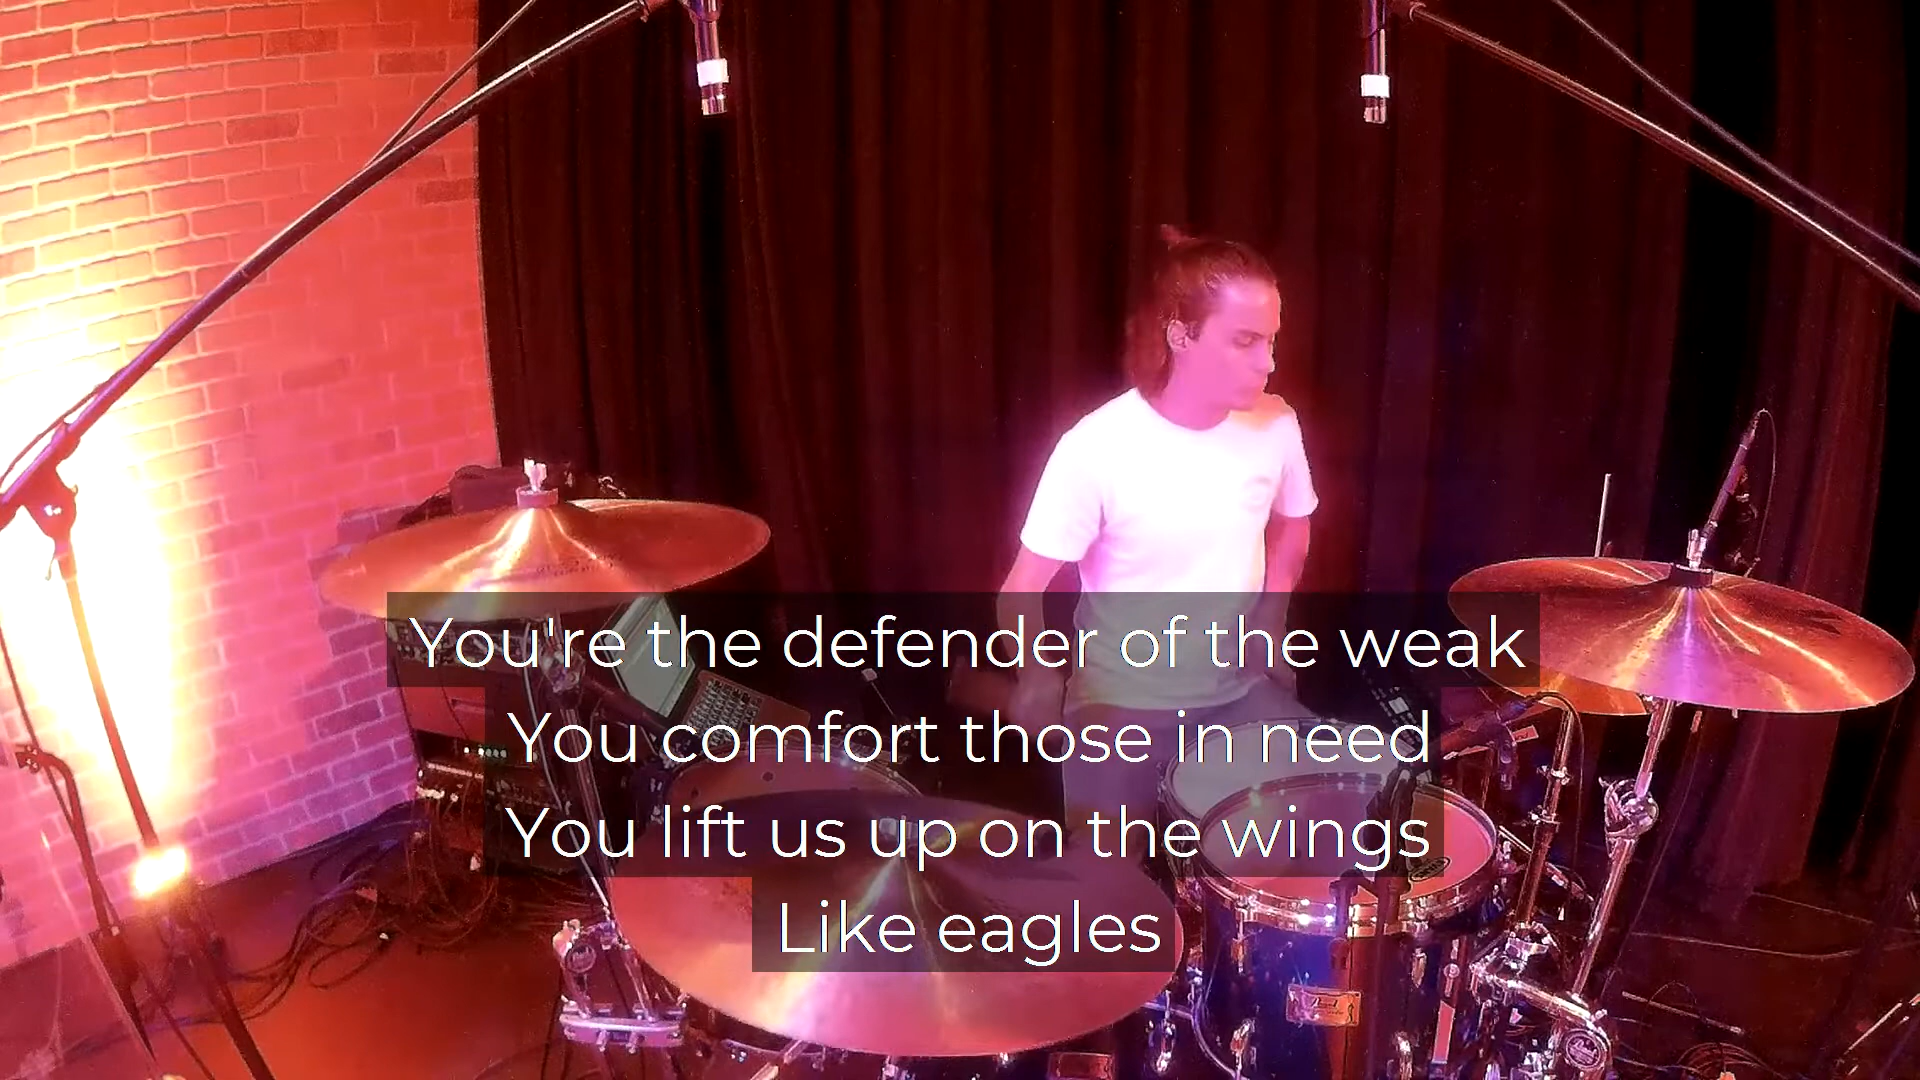 You're the defender of the weak
You comfort those in need
You lift us up on the wings
Like eagles